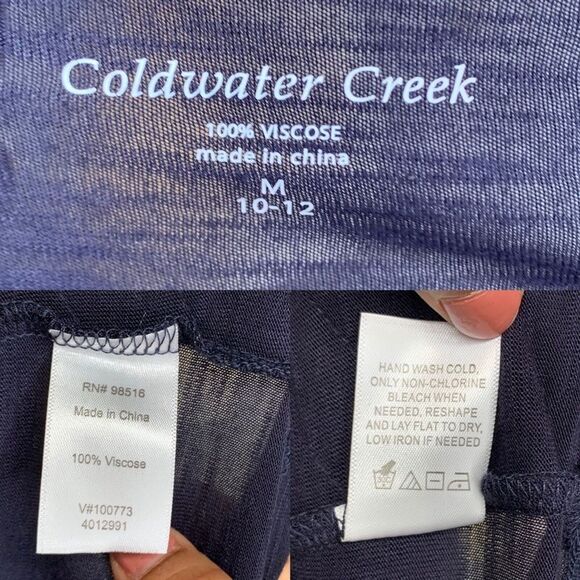 Coldwater Creek
100% VISCOSE
made in china
M
10-12
RN# 98516
Made in China
100% Viscose
V#100773
4012991
HAND WASH COLD,
ONLY NON-CHLORINE
BLEACH WHEN
NEEDED, RESHAPE
AND LAY FLAT TO DRY,
LOW IRON IF NEEDED